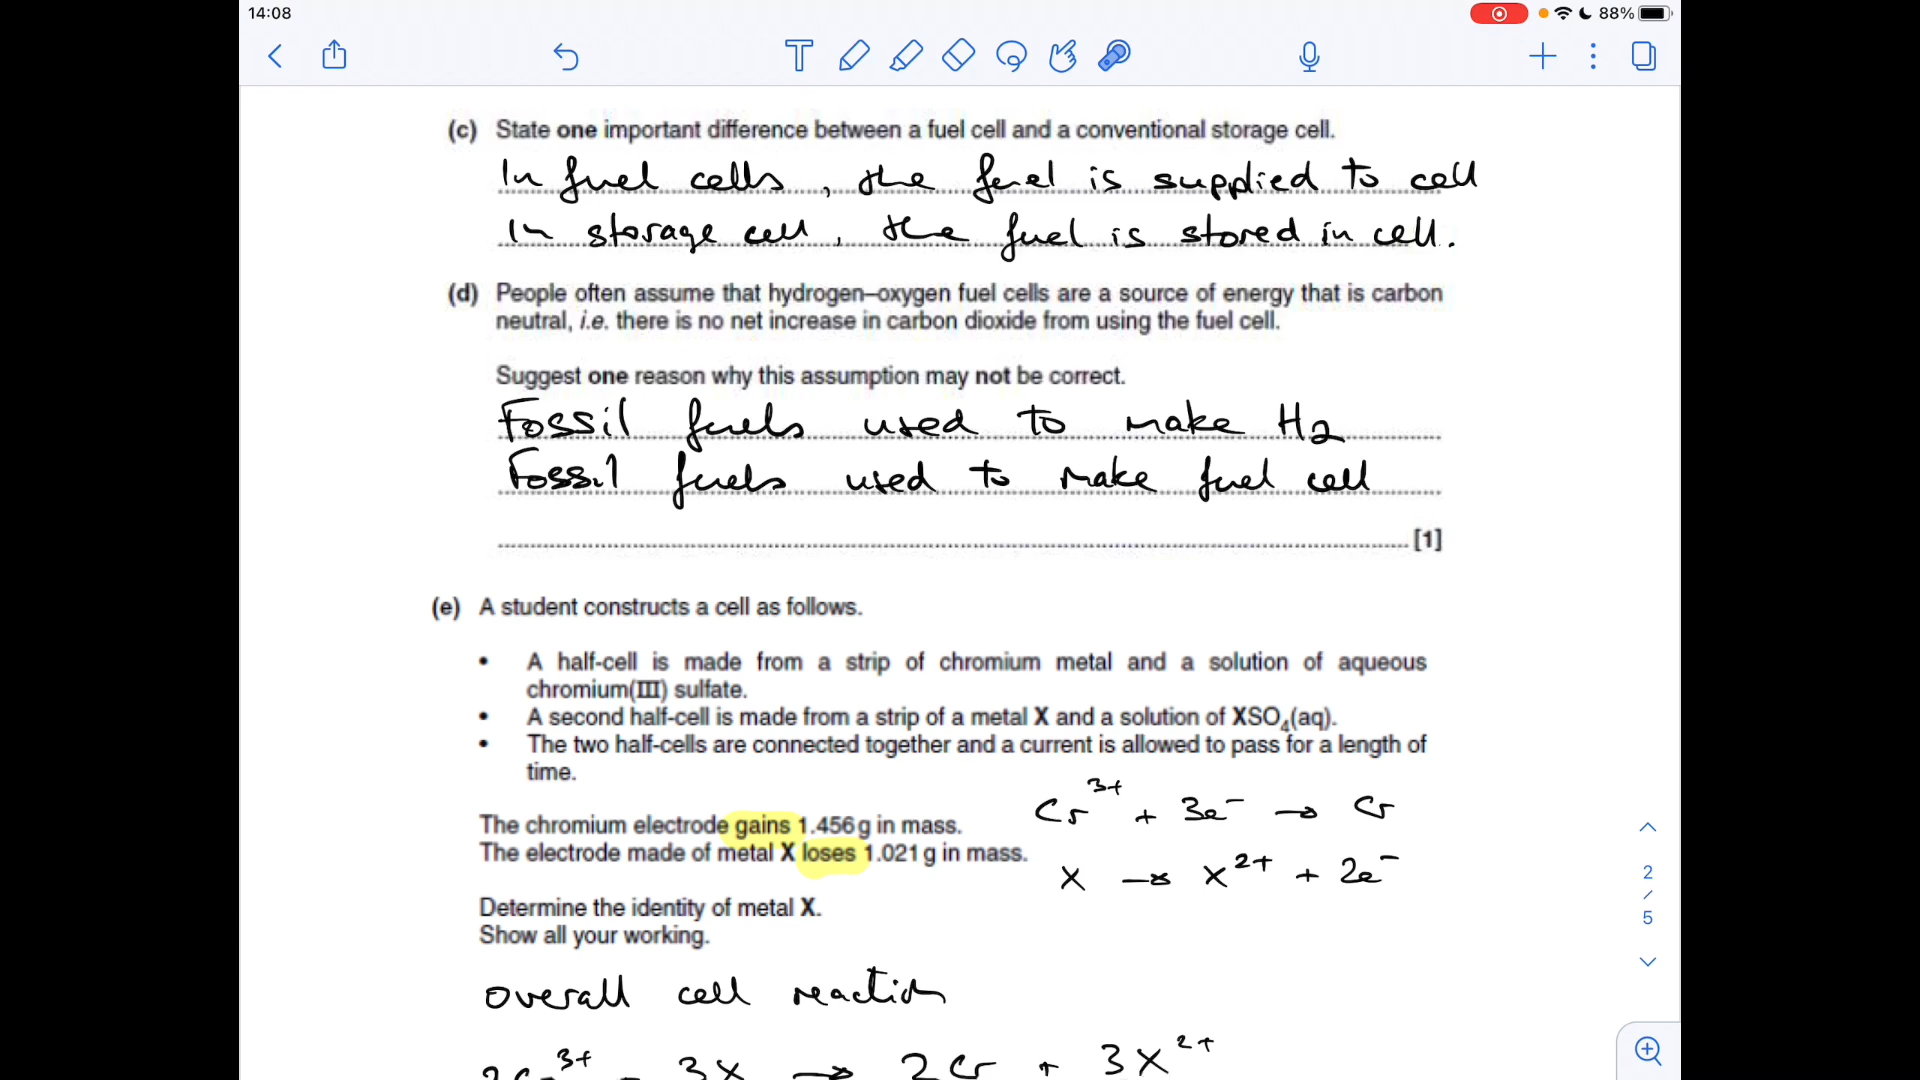 14:08
88%
T
(c) State one important difference between a fuel cell and a conventional storage cell.
In fuel cells, the fuel is supplied to cell
In storage cell, the fuel is stored in cell.
(d) People often assume that hydrogen–oxygen fuel cells are a source of energy that is carbon
neutral, i.e. there is no net increase in carbon dioxide from using the fuel cell.
Suggest one reason why this assumption may not be correct.
Fossil fuels used to make H2
Fossil fuels used to make fuel cell
[1]
(e) A student constructs a cell as follows.
• A half-cell is made from a strip of chromium metal and a solution of aqueous
chromium(III) sulfate.
• A second half-cell is made from a strip of a metal X and a solution of XSO₄(aq).
• The two half-cells are connected together and a current is allowed to pass for a length of
time.
Cr³⁺ + 3e⁻ → Cr
The chromium electrode gains 1.456 g in mass.
The electrode made of metal X loses 1.021 g in mass.
X → X²⁺ + 2e⁻
2
/
5
Determine the identity of metal X.
Show all your working.
overall cell reaction
2Cr³⁺ + 3X → 2Cr + 3X²⁺